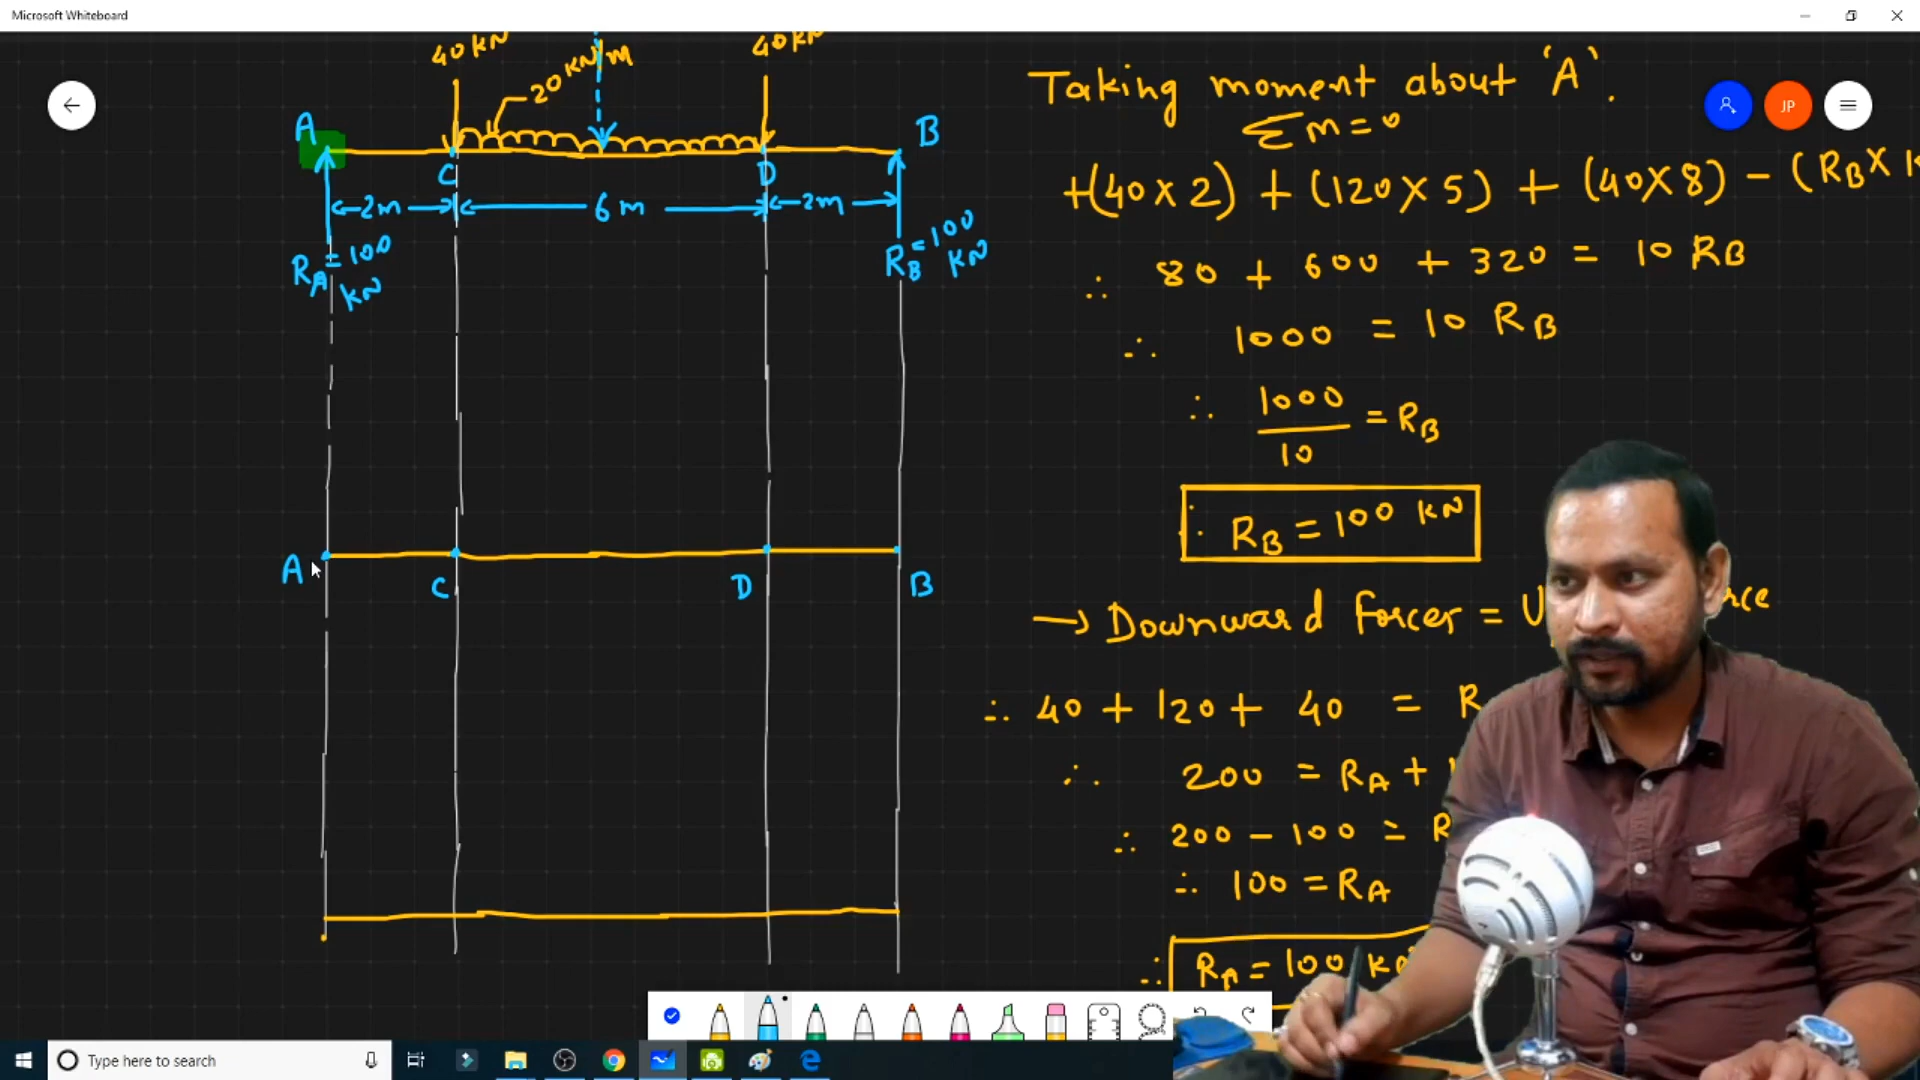 Microsoft Whiteboard
40 KN
20 KN/m
40 KN
A
B
C
D
2m
6 m
2m
RA = 100 KN
RB = 100 KN
A
C
D
B
Taking moment about 'A'.
Σm = 0
+(40 x 2) + (120 x 5) + (40 x 8) - (RB x 1
∴ 80 + 600 + 320 = 10 RB
∴ 1000 = 10 RB
∴ 1000/10 = RB
∴ RB = 100 KN
→ Downward Forcer = U
∴ 40 + 120 + 40 = R
∴ 200 = RA +
∴ 200 - 100 = R
∴ 100 = RA
∴ RA = 100
JP
Type here to search